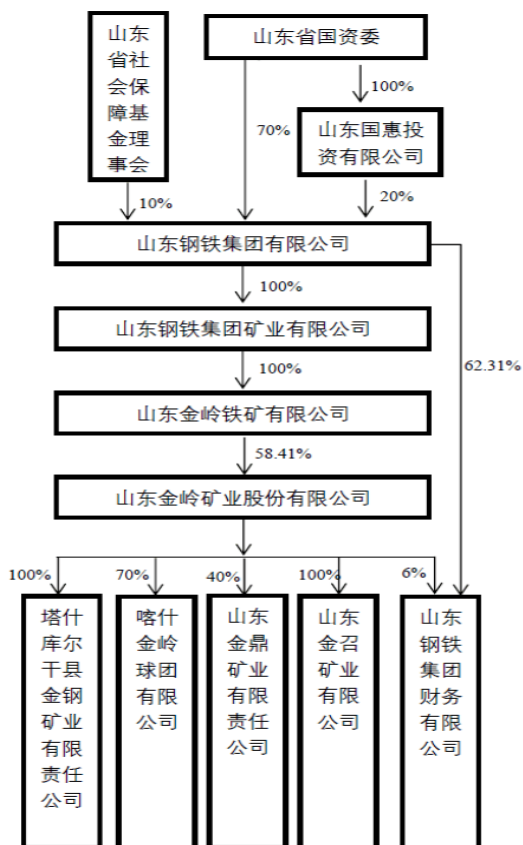 山东
省社
会保
障基
金理
事会
山东省国资委
100%
70%
山东国惠投
资有限公司
10%
20%
山东钢铁集团有限公司
100%
山东钢铁集团矿业有限公司
62.31%
100%
山东金岭铁矿有限公司
58.41%
山东金岭矿业股份有限公司
100%
70%
40%
100%
6%
塔什
库尔
干县
金钢
矿业
有限
责任
公司
喀什
金岭
球团
有限
公司
山东
金鼎
矿业
有限
责任
公司
山东
金召
矿业
有限
公司
山东
钢铁
集团
财务
有限
公司